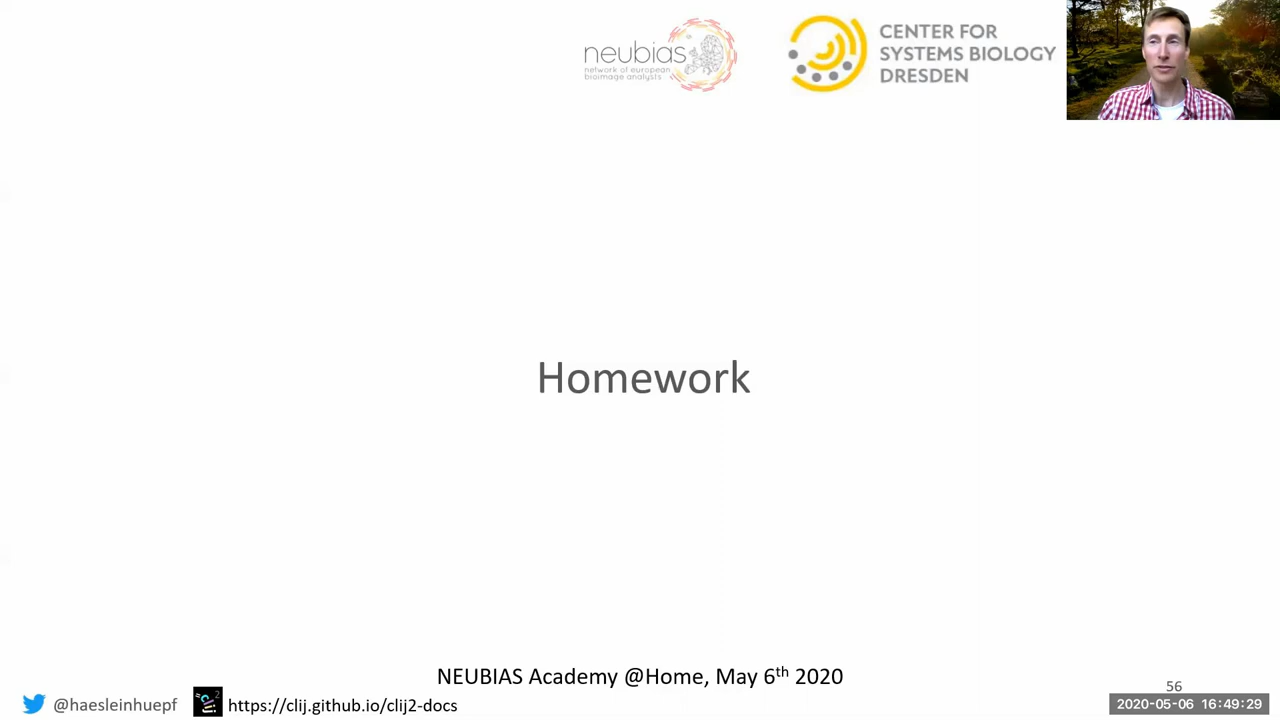 neubias
network of european
bioimage analysts
CENTER FOR
SYSTEMS BIOLOGY
DRESDEN
Homework
NEUBIAS Academy @Home, May 6th 2020
@haesleinhuepf
https://clij.github.io/clij2-docs
56
2020-05-06 16:49:29